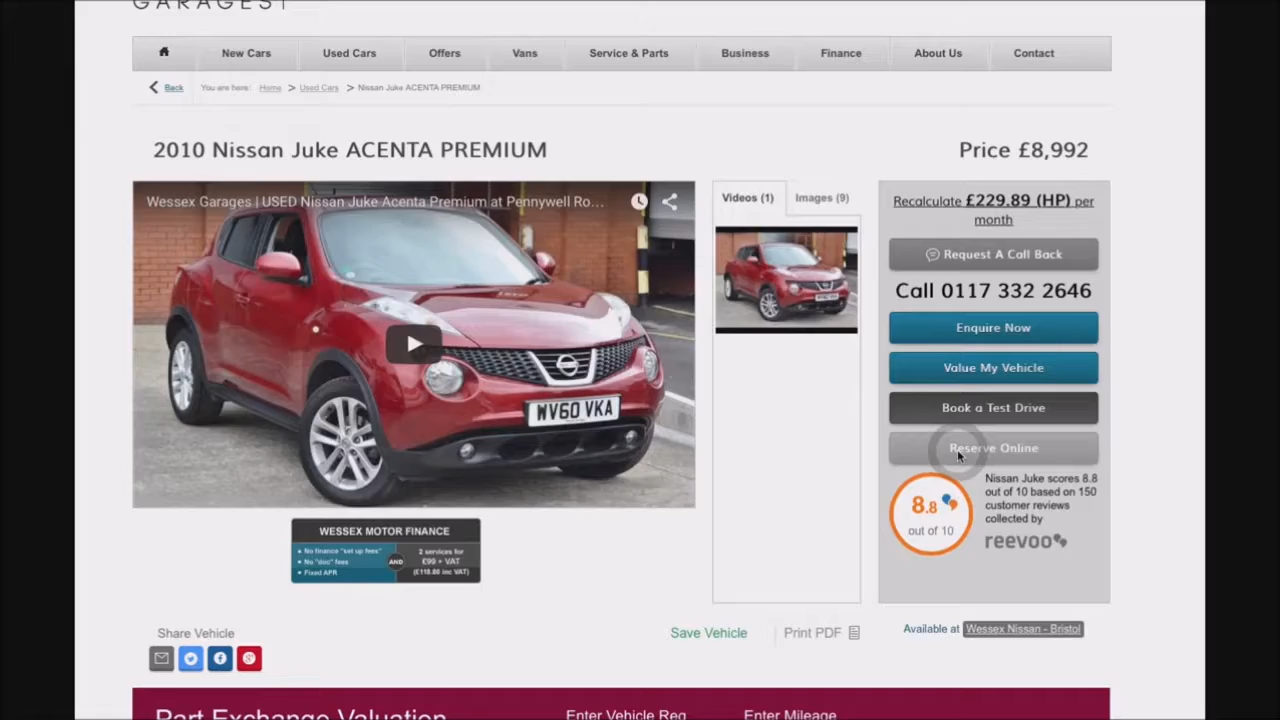 GARAGES
New Cars Used Cars Offers Vans Service & Parts Business Finance About Us Contact
Back You are here: Home > Used Cars > Nissan Juke ACENTA PREMIUM
2010 Nissan Juke ACENTA PREMIUM
Price £8,992
Wessex Garages | USED Nissan Juke Acenta Premium at Pennywell Ro...
WV60 VKA
Videos (1) Images (9)
Recalculate £229.89 (HP) per
month
Request A Call Back
Call 0117 332 2646
Enquire Now
Value My Vehicle
Book a Test Drive
Reserve Online
8.8
out of 10
Nissan Juke scores 8.8
out of 10 based on 150
customer reviews
collected by
reevoo
WESSEX MOTOR FINANCE
• No finance "set up fees"
• No "doc" fees
• Fixed APR
AND
2 services for
£99 + VAT
(£118.80 inc VAT)
Share Vehicle
Save Vehicle
Print PDF
Available at Wessex Nissan - Bristol
Part Exchange Valuation
Enter Vehicle Reg
Enter Mileage